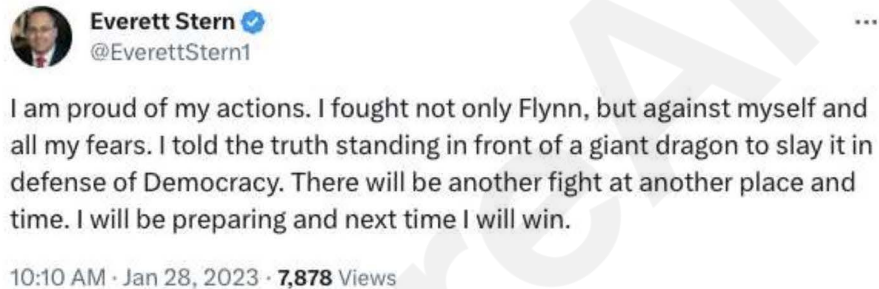 Everett Stern
@EverettStern1
I am proud of my actions. I fought not only Flynn, but against myself and
all my fears. I told the truth standing in front of a giant dragon to slay it in
defense of Democracy. There will be another fight at another place and
time. I will be preparing and next time I will win.
10:10 AM · Jan 28, 2023 · 7,878 Views